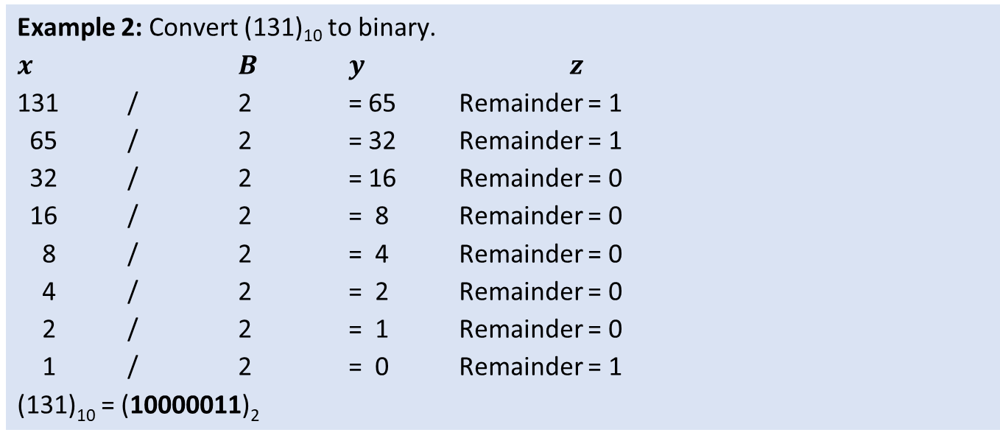 Example 2: Convert (131)₁₀ to binary.
x B y z
131 / 2 = 65 Remainder = 1
65 / 2 = 32 Remainder = 1
32 / 2 = 16 Remainder = 0
16 / 2 = 8 Remainder = 0
8 / 2 = 4 Remainder = 0
4 / 2 = 2 Remainder = 0
2 / 2 = 1 Remainder = 0
1 / 2 = 0 Remainder = 1
(131)₁₀ = (10000011)₂